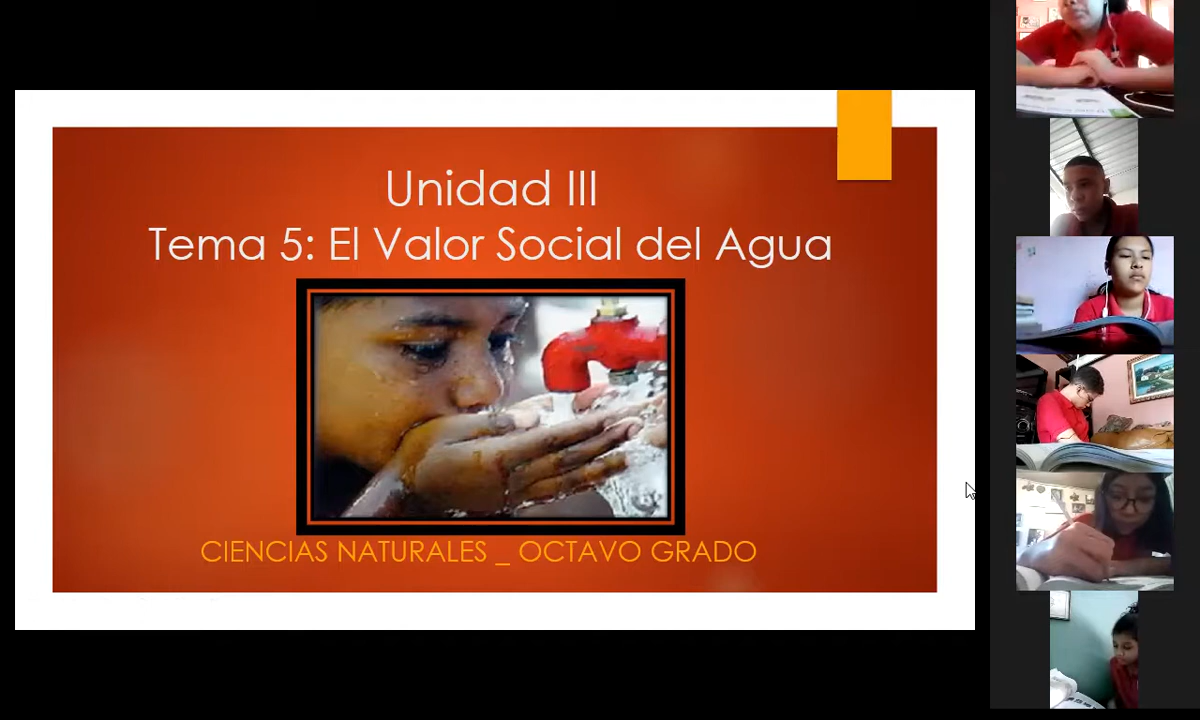 Unidad III
Tema 5: El Valor Social del Agua
CIENCIAS NATURALES _ OCTAVO GRADO